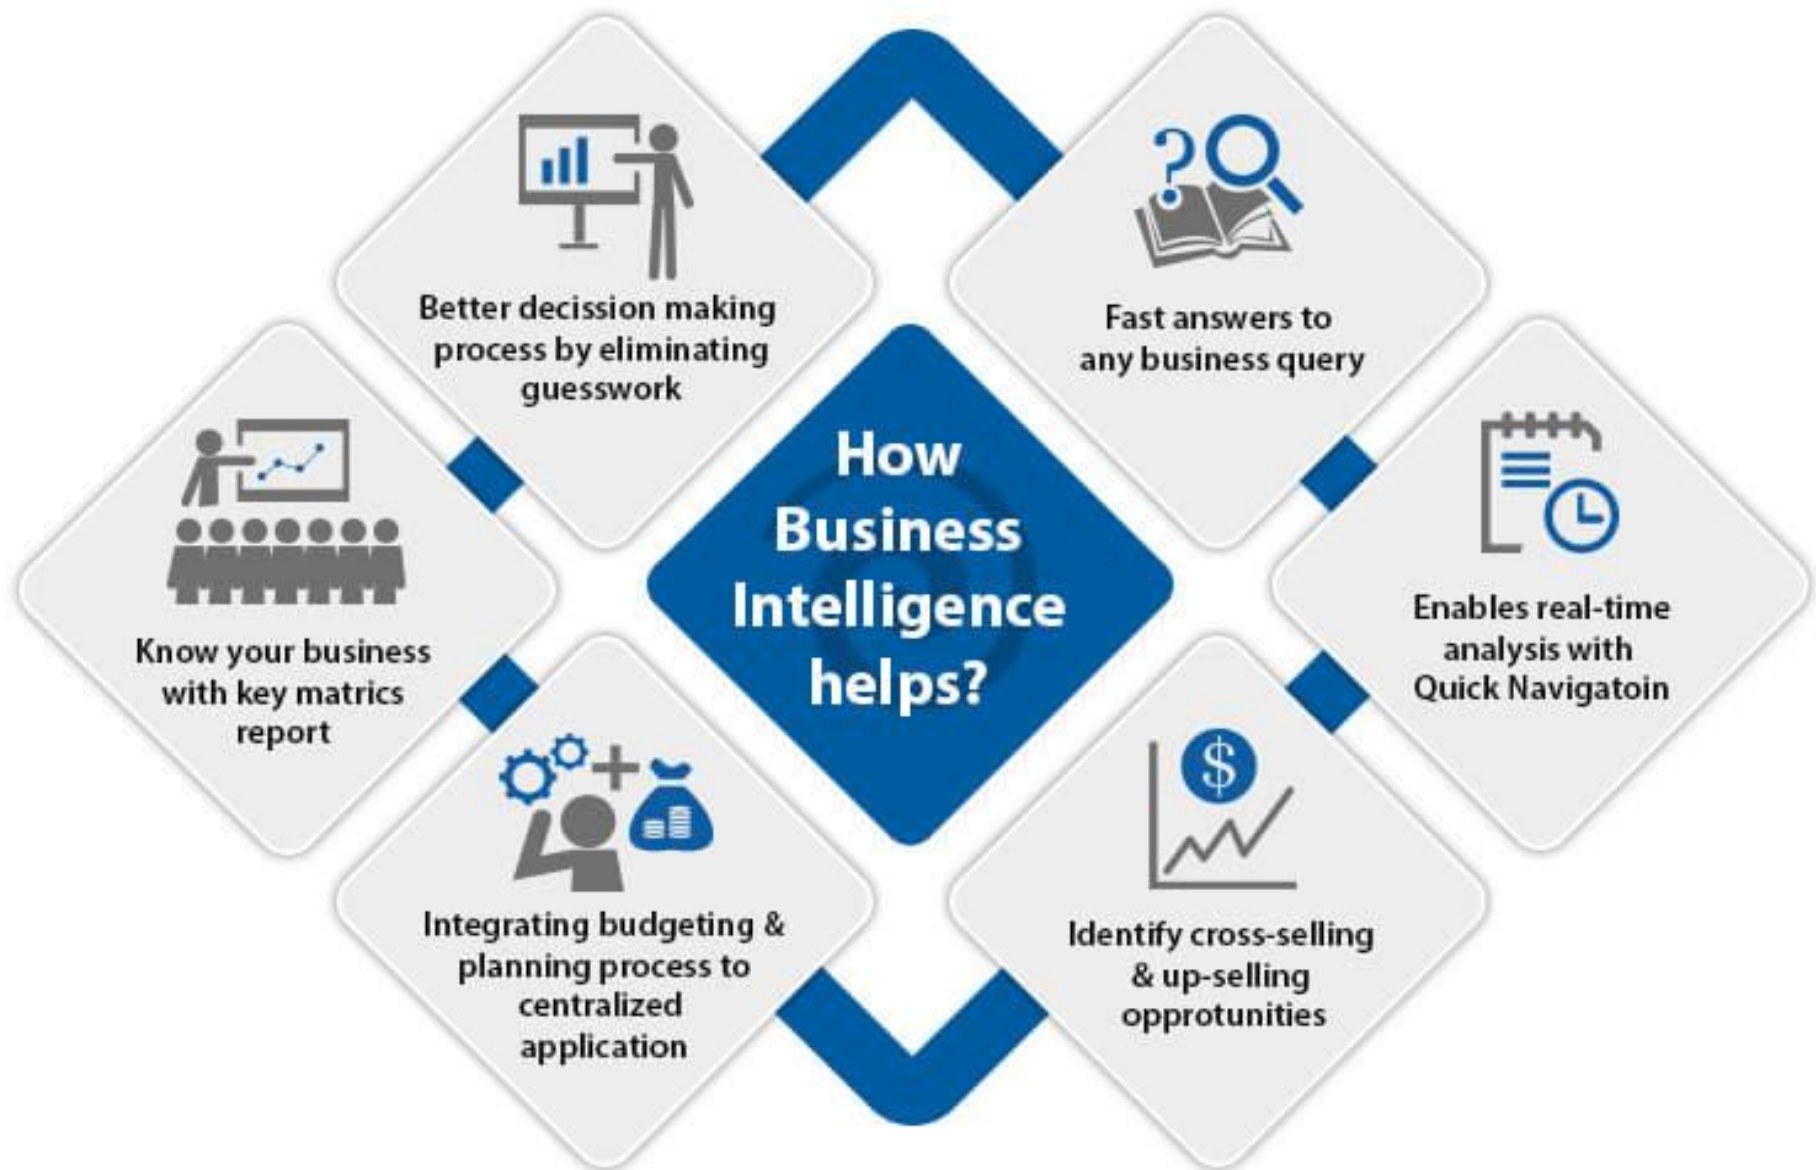 Better decission making
process by eliminating
guesswork
Fast answers to
any business query
How
Business
Intelligence
helps?
Know your business
with key matrics
report
Enables real-time
analysis with
Quick Navigatoin
Integrating budgeting &
planning process to
centralized
application
Identify cross-selling
& up-selling
opprotunities